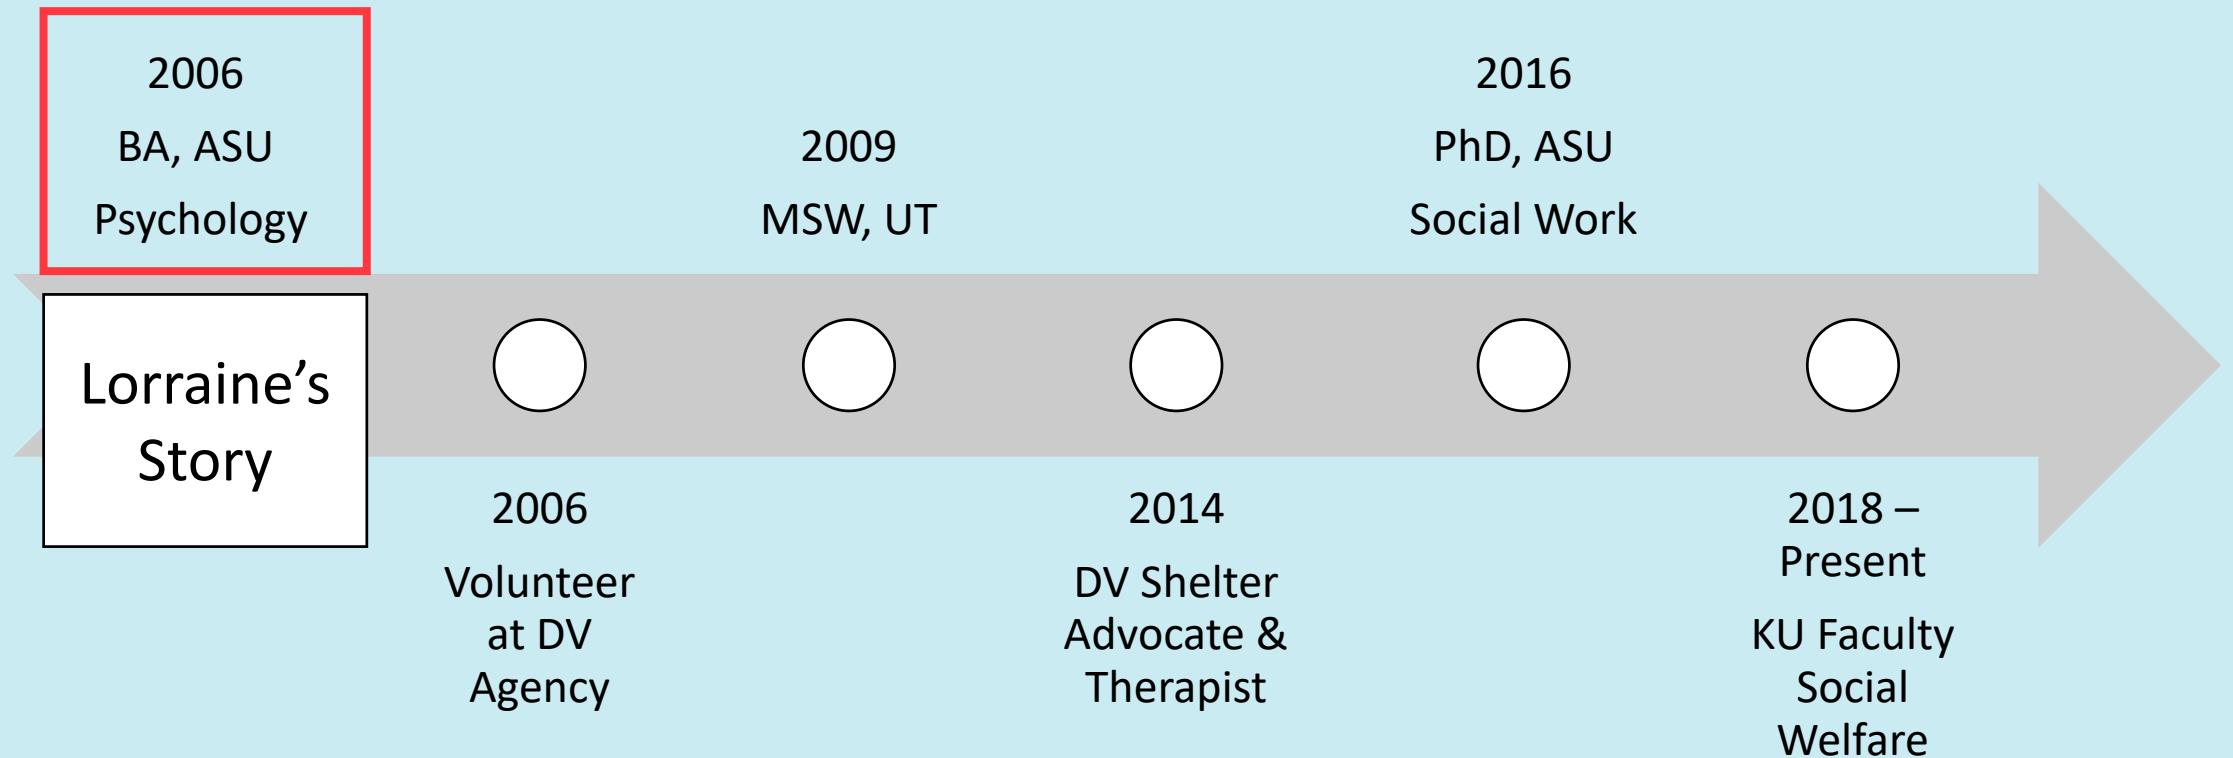 2006
BA, ASU
Psychology
Lorraine’s
Story
2006
Volunteer
at DV
Agency
2009
MSW, UT
2014
DV Shelter
Advocate &
Therapist
2016
PhD, ASU
Social Work
2018 –
Present
KU Faculty
Social
Welfare